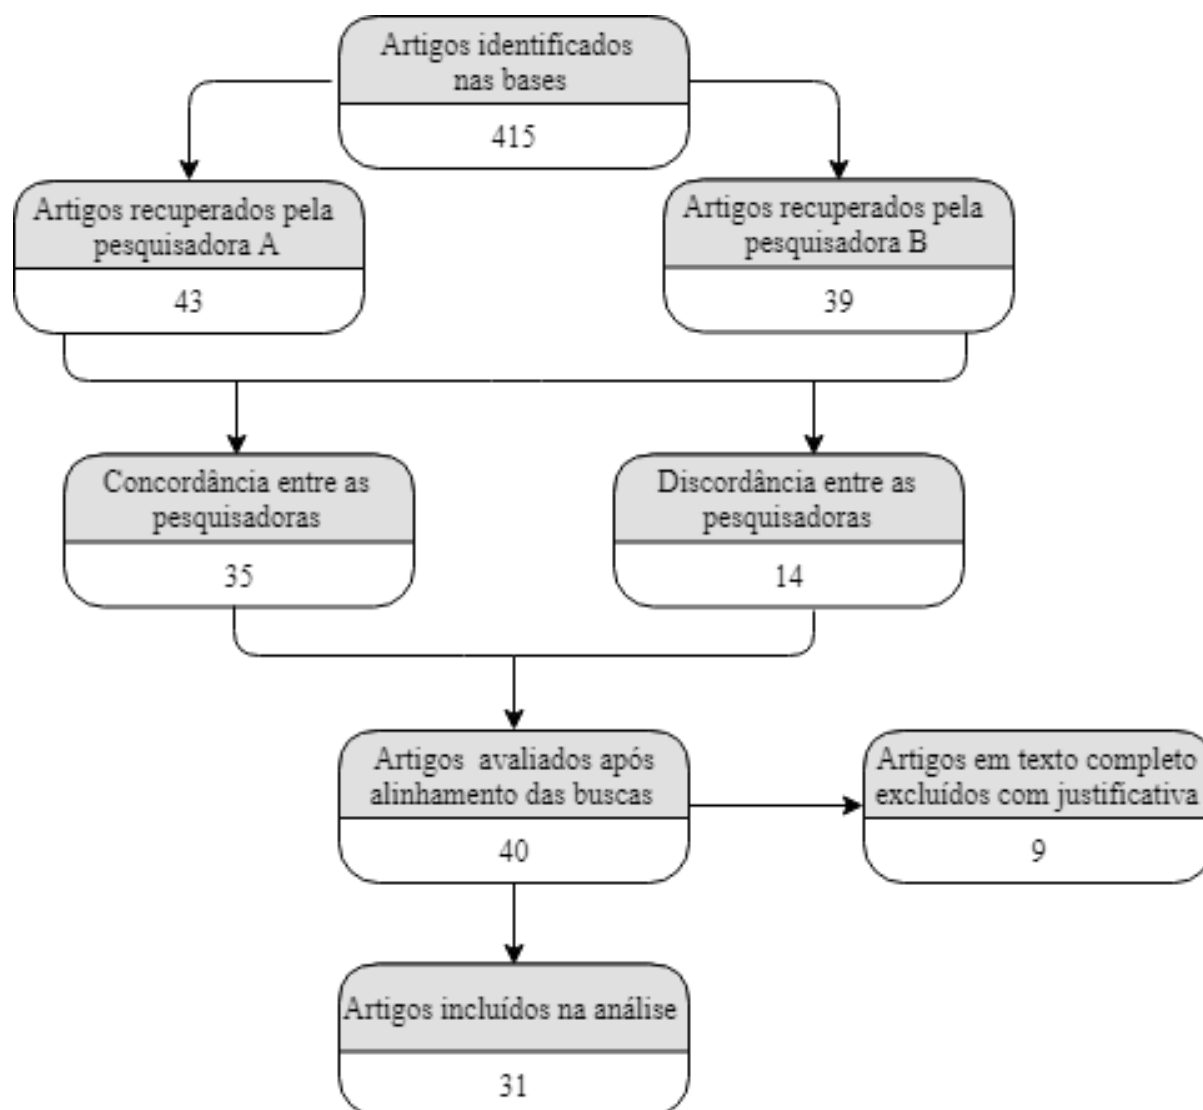 Artigos identificados
nas bases
415
Artigos recuperados pela
pesquisadora A
43
Artigos recuperados pela
pesquisadora B
39
Concordância entre as
pesquisadoras
35
Discordância entre as
pesquisadoras
14
Artigos avaliados após
alinhamento das buscas
40
Artigos em texto completo
excluídos com justificativa
9
Artigos incluídos na análise
31